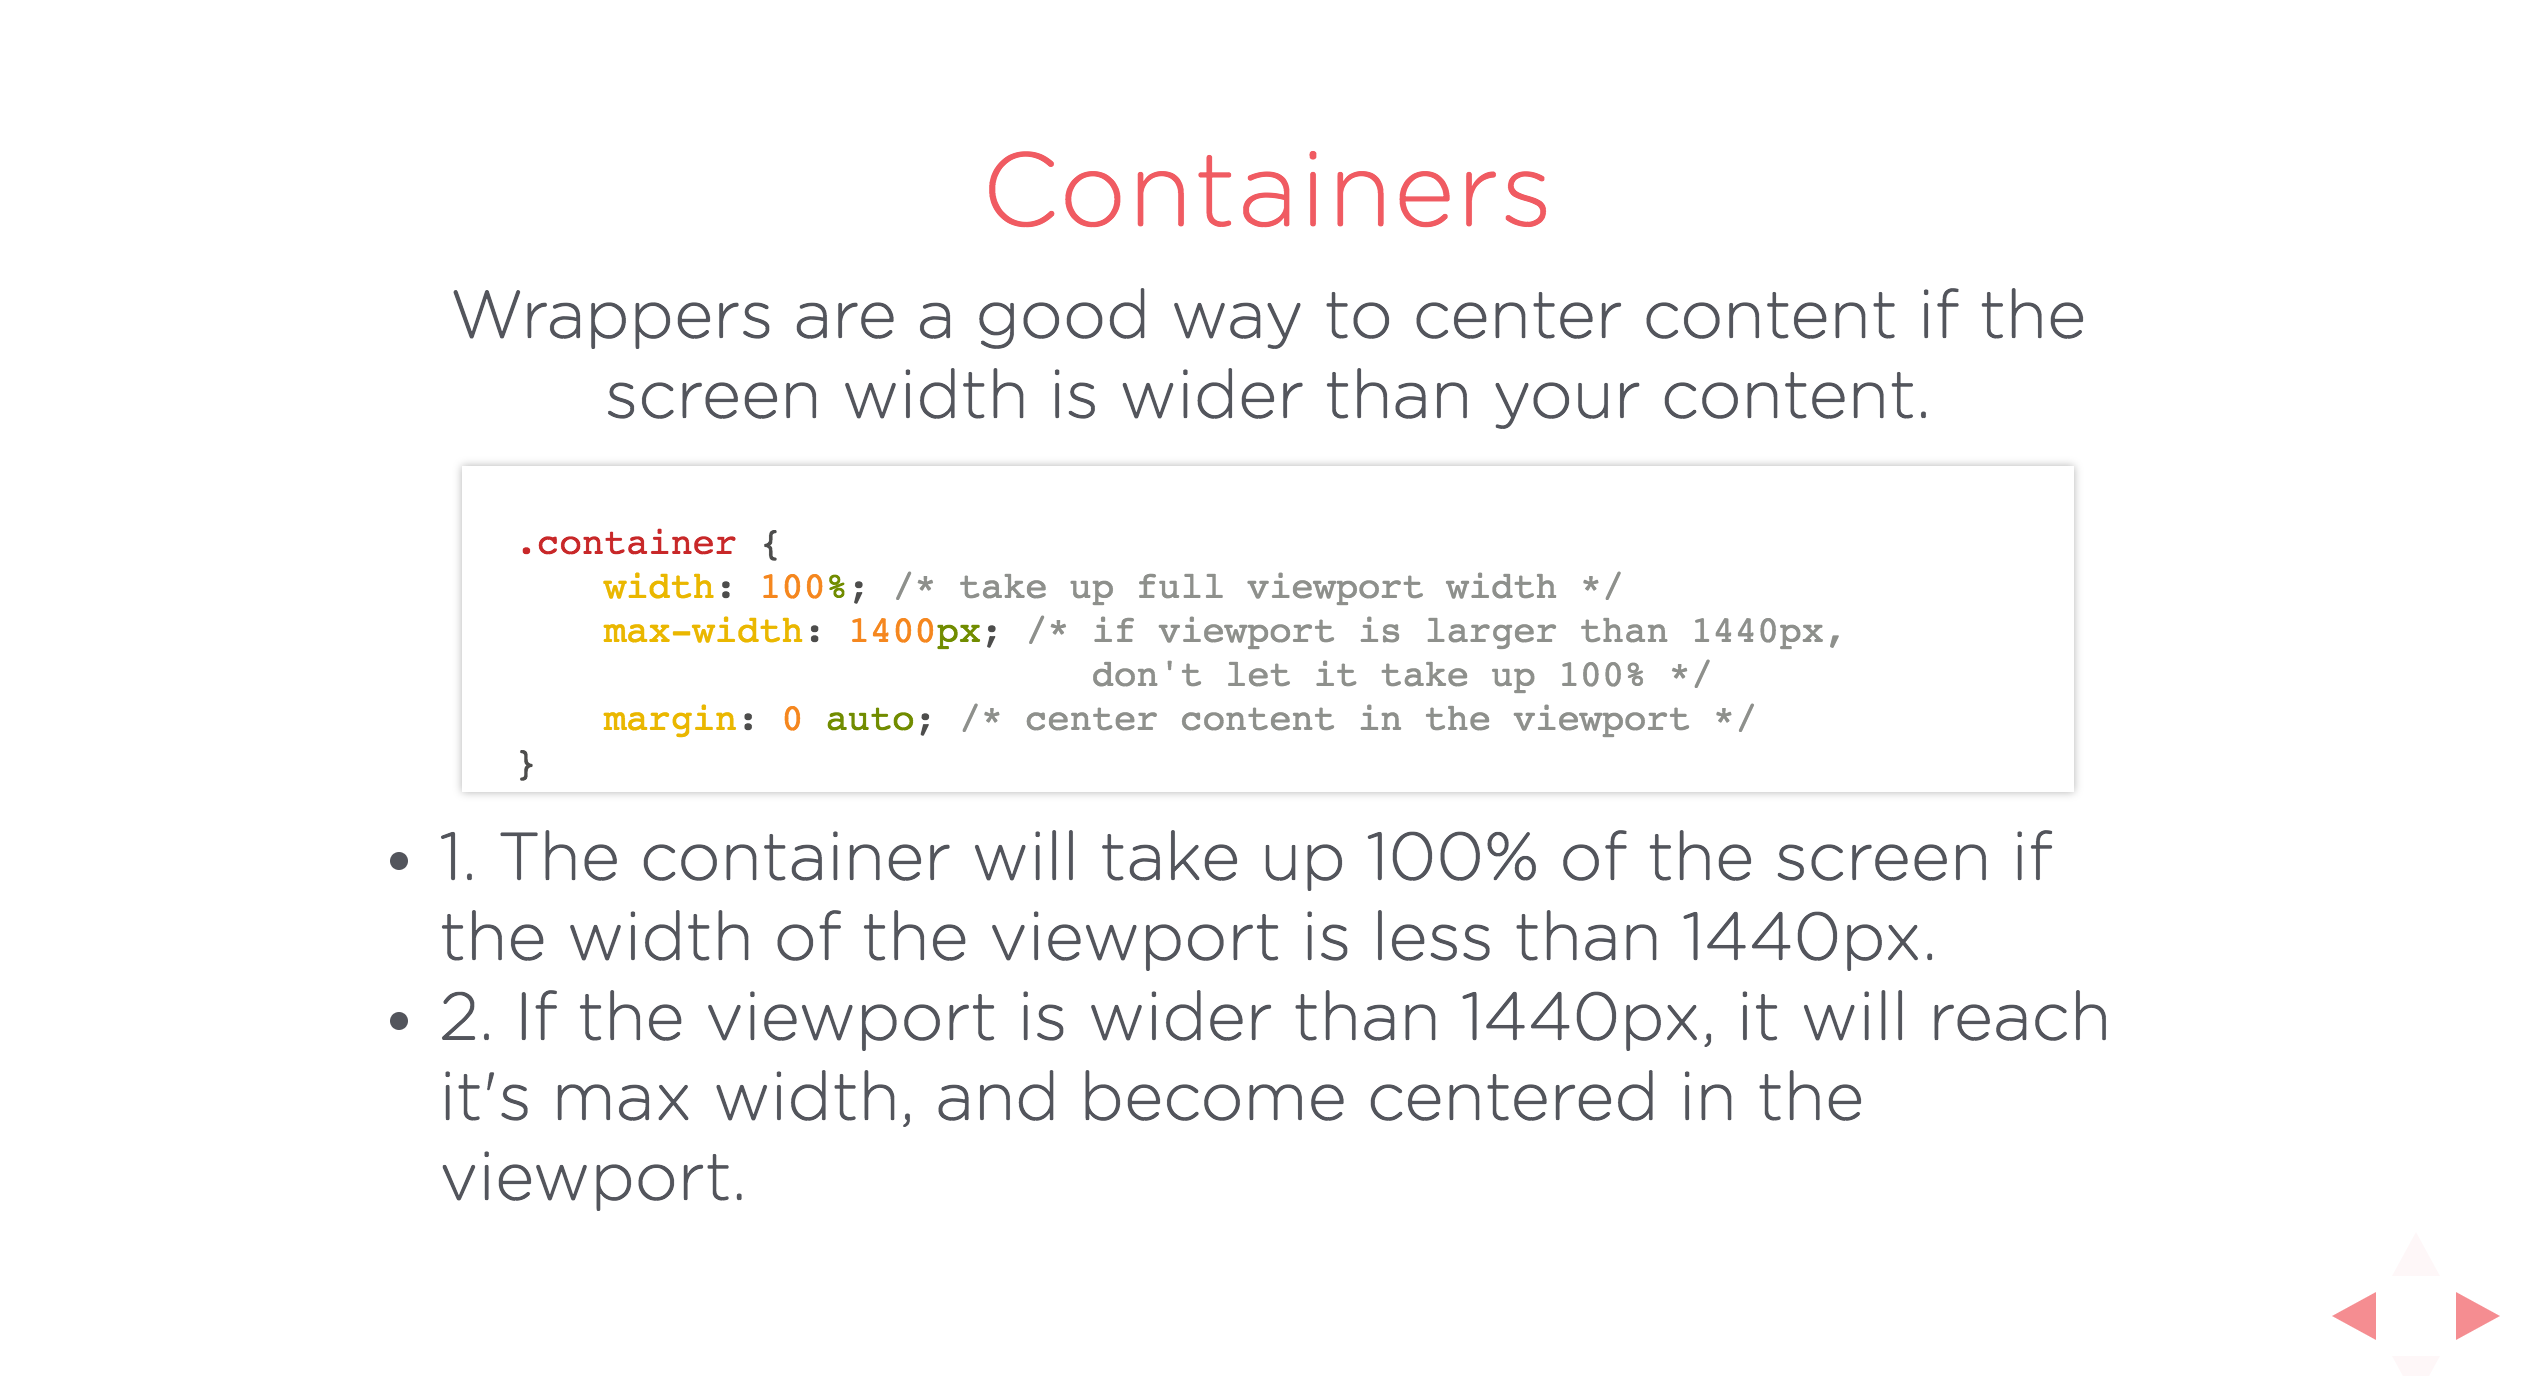 Containers
Wrappers are a good way to center content if the
screen width is wider than your content.
.container {
    width: 100%; /* take up full viewport width */
    max-width: 1400px; /* if viewport is larger than 1440px,
                          don't let it take up 100% */
    margin: 0 auto; /* center content in the viewport */
}
• 1. The container will take up 100% of the screen if
the width of the viewport is less than 1440px.
• 2. If the viewport is wider than 1440px, it will reach
it's max width, and become centered in the
viewport.